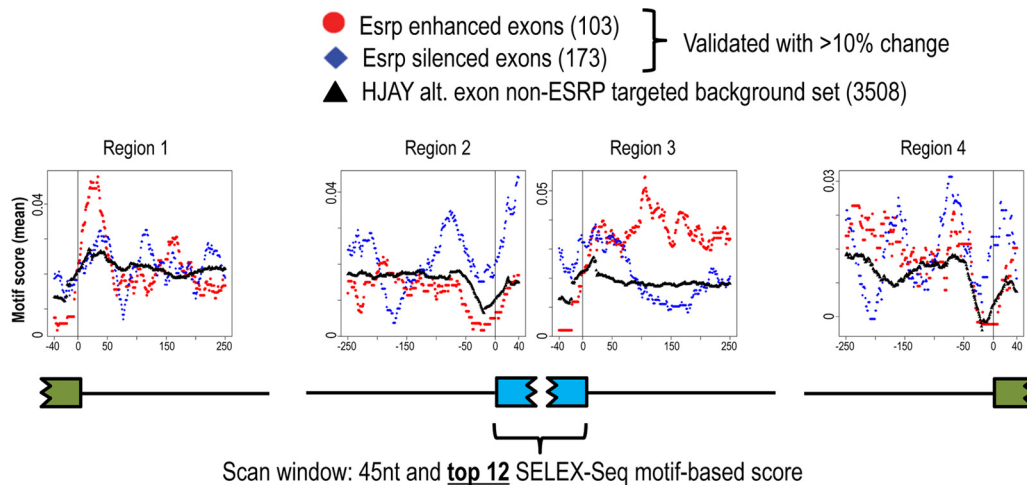 Esrp enhanced exons (103)
Esrp silenced exons (173)
Validated with >10% change
HJAY alt. exon non-ESRP targeted background set (3508)
Region 1
Region 2
Region 3
Region 4
Motif score (mean)
0.04
0
-40 0 50 150 250
0.04
0
-250 -150 -50 0 40
0.05
0
-40 0 50 150 250
0.03
0
-250 -150 -50 0 40
Scan window: 45nt and top 12 SELEX-Seq motif-based score